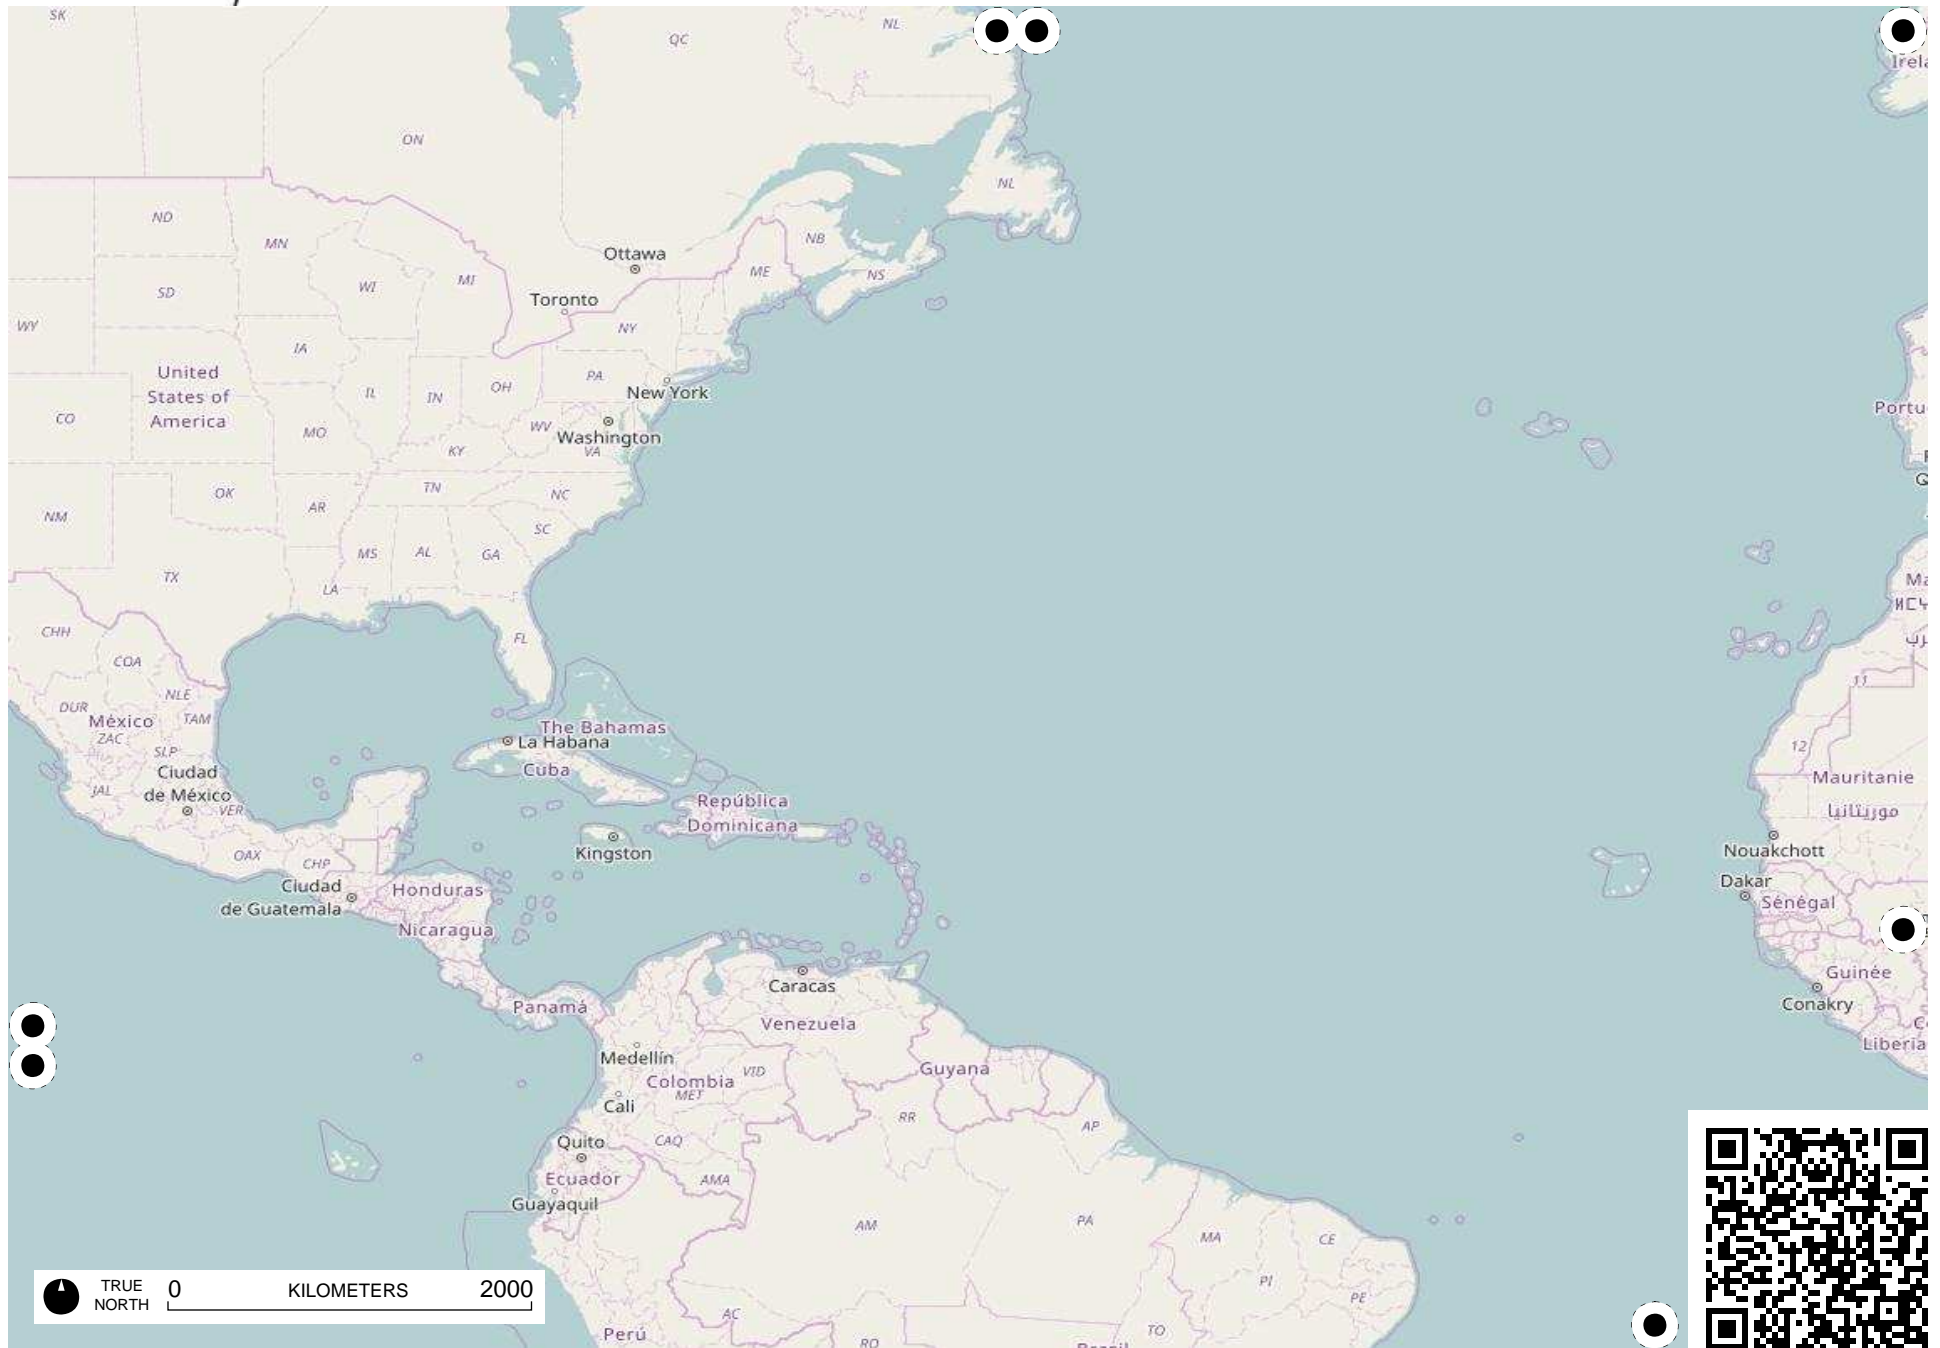 SK
QC
NL
Irela
ON
NL
ND
MN
NB
Ottawa
ME
NS
SD
WI
MI
Toronto
WY
NY
IA
United
States of
America
PA
OH
IL
IN
New York
Portu
CO
MO
WV
Washington
VA
KY
OK
TN
NC
AR
NM
SC
MS
AL
GA
TX
LA
CHH
FL
COA
11
NLE
DUR
México
TAM
The Bahamas
ZAC
La Habana
12
SLP
Cuba
Ciudad
de México
Mauritanie
موريتانيا
JAL
VER
República
Dominicana
Kingston
Nouakchott
OAX
CHP
Dakar
Ciudad
de Guatemala
Honduras
Sénégal
Nicaragua
Guinée
Caracas
Conakry
Panamá
Venezuela
Liberia
Medellín
Guyana
Colombia
VID
MET
Cali
RR
AP
Quito
CAQ
Ecuador
AMA
Guayaquil
AM
PA
MA
CE
PI
PE
TRUE
NORTH
0 KILOMETERS 2000
AC
TO
Perú
RO
Brazil